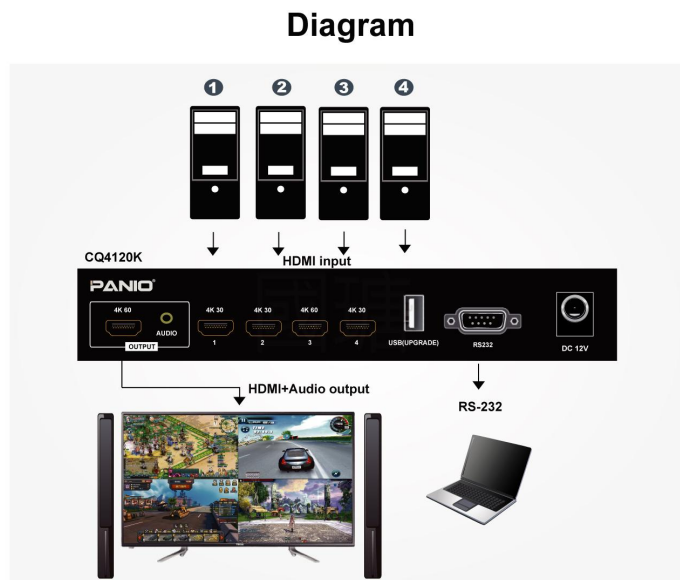 Diagram
1 2 3 4
CQ4120K
HDMI input
PANIO®
4K 60
AUDIO
OUTPUT
4K 30
1
4K 30
2
4K 60
3
4K 30
4
USB(UPGRADE)
RS232
DC 12V
HDMI+Audio output
RS-232